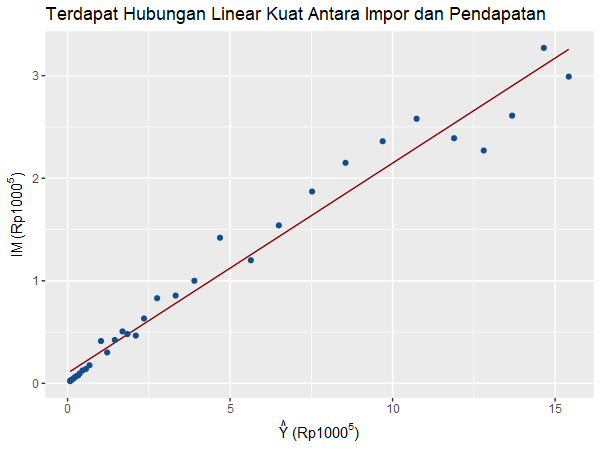 Terdapat Hubungan Linear Kuat Antara Impor dan Pendapatan
3
2
1
0
IM (Rp1000⁵)
0 5 10 15
Ŷ (Rp1000⁵)